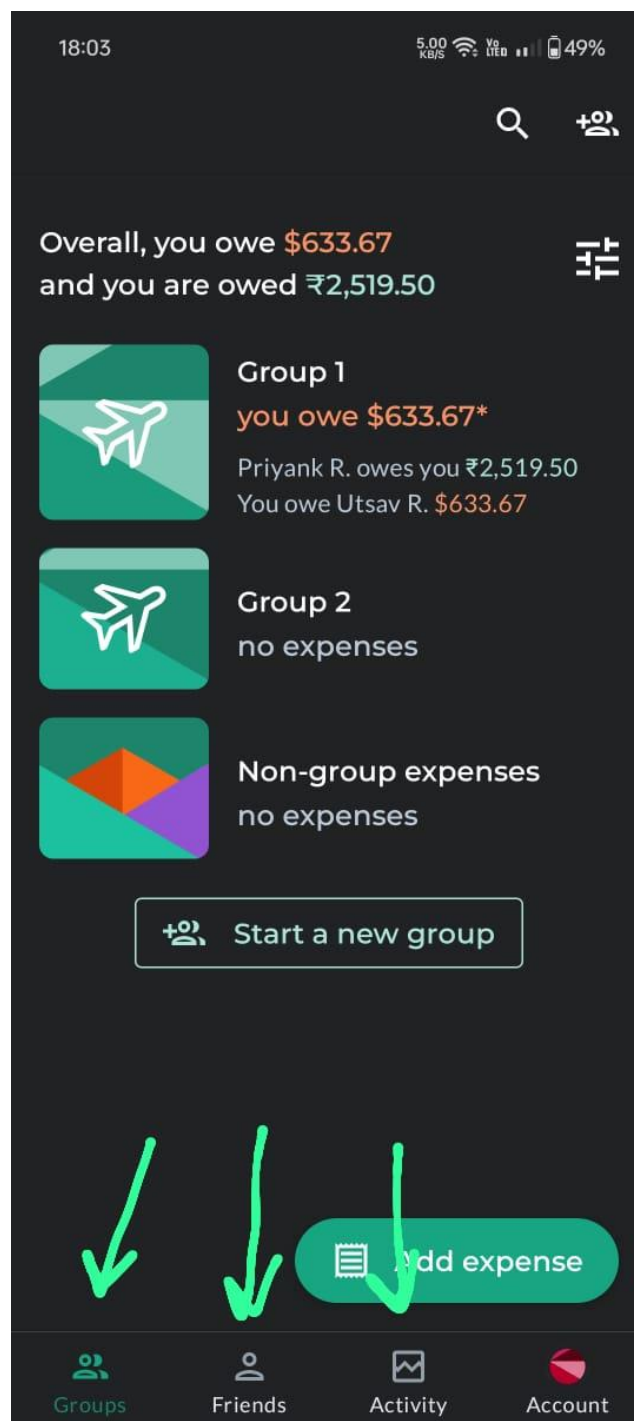 18:03 5.00 KB/S Vo LTED 49%
Overall, you owe $633.67
and you are owed ₹2,519.50
Group 1
you owe $633.67*
Priyank R. owes you ₹2,519.50
You owe Utsav R. $633.67
Group 2
no expenses
Non-group expenses
no expenses
Start a new group
Add expense
Groups Friends Activity Account